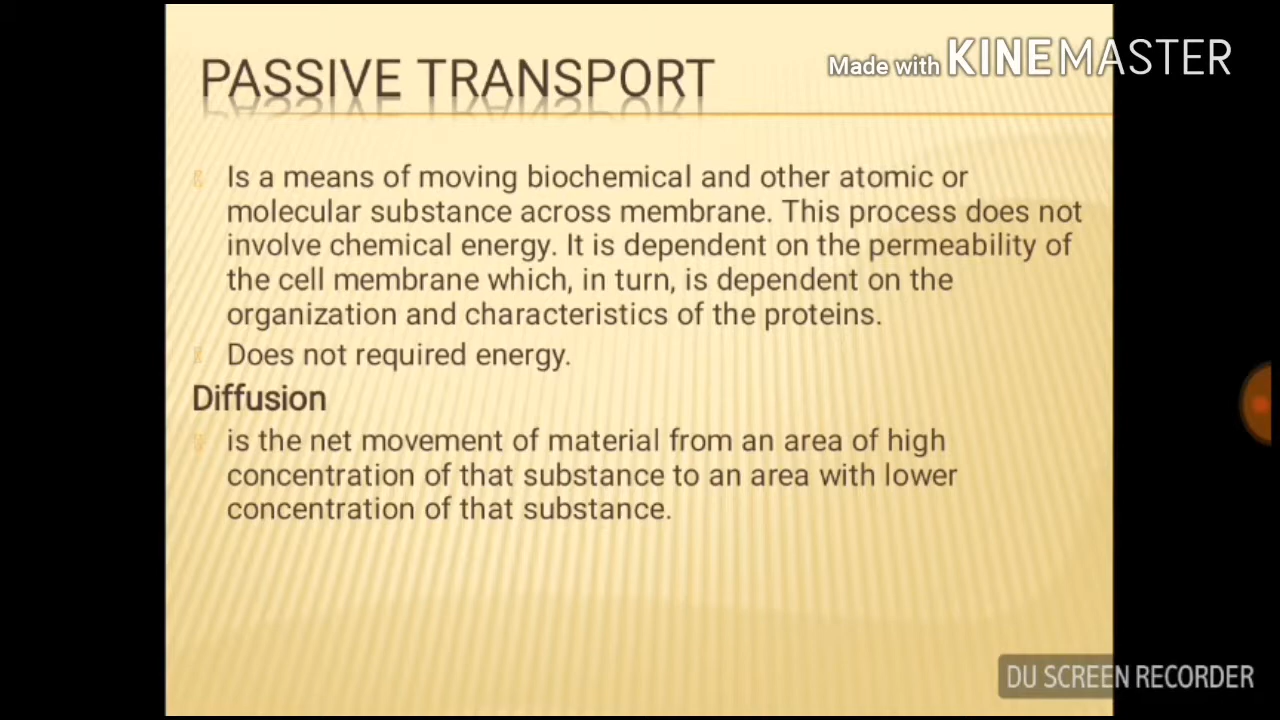 PASSIVE TRANSPORT
Made with KINEMASTER
Is a means of moving biochemical and other atomic or
molecular substance across membrane. This process does not
involve chemical energy. It is dependent on the permeability of
the cell membrane which, in turn, is dependent on the
organization and characteristics of the proteins.
Does not required energy.
Diffusion
is the net movement of material from an area of high
concentration of that substance to an area with lower
concentration of that substance.
DU SCREEN RECORDER